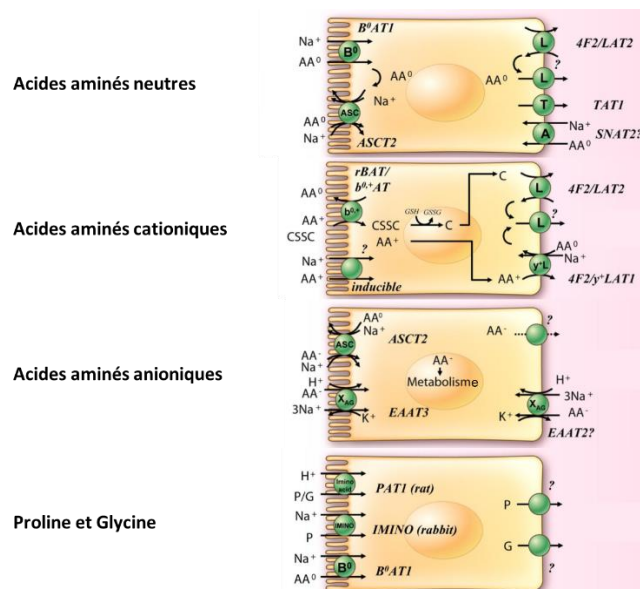 Acides aminés neutres
B⁰AT1
Na⁺
B⁰
AA⁰
AA⁰
Na⁺
AA⁰
ASC
Na⁺
ASCT2
L
4F2/LAT2
?
AA⁰
L
T
TAT1
Na⁺
A
SNAT2?
AA⁰
Acides aminés cationiques
rBAT/
b⁰,⁺AT
AA⁰
b⁰,⁺
AA⁺
CSSC
GSH
GSSG
CSSC
C
AA⁺
C
Na⁺
?
AA⁺
inducible
L
4F2/LAT2
?
L
AA⁰
Na⁺
y⁺L
AA⁺
4F2/y⁺LAT1
Acides aminés anioniques
AA⁰
Na⁺
ASC
ASCT2
AA⁻
Na⁺
H⁺
AA⁻
X AG
3Na⁺
K⁺
EAAT3
AA⁻
Metabolisme
AA⁻
?
H⁺
3Na⁺
X AG
AA⁻
K⁺
EAAT2?
Proline et Glycine
H⁺
Imino
acid
P/G
PAT1 (rat)
Na⁺
IMINO
IMINO (rabbit)
P
Na⁺
B⁰
AA⁰
B⁰AT1
?
P
G
?